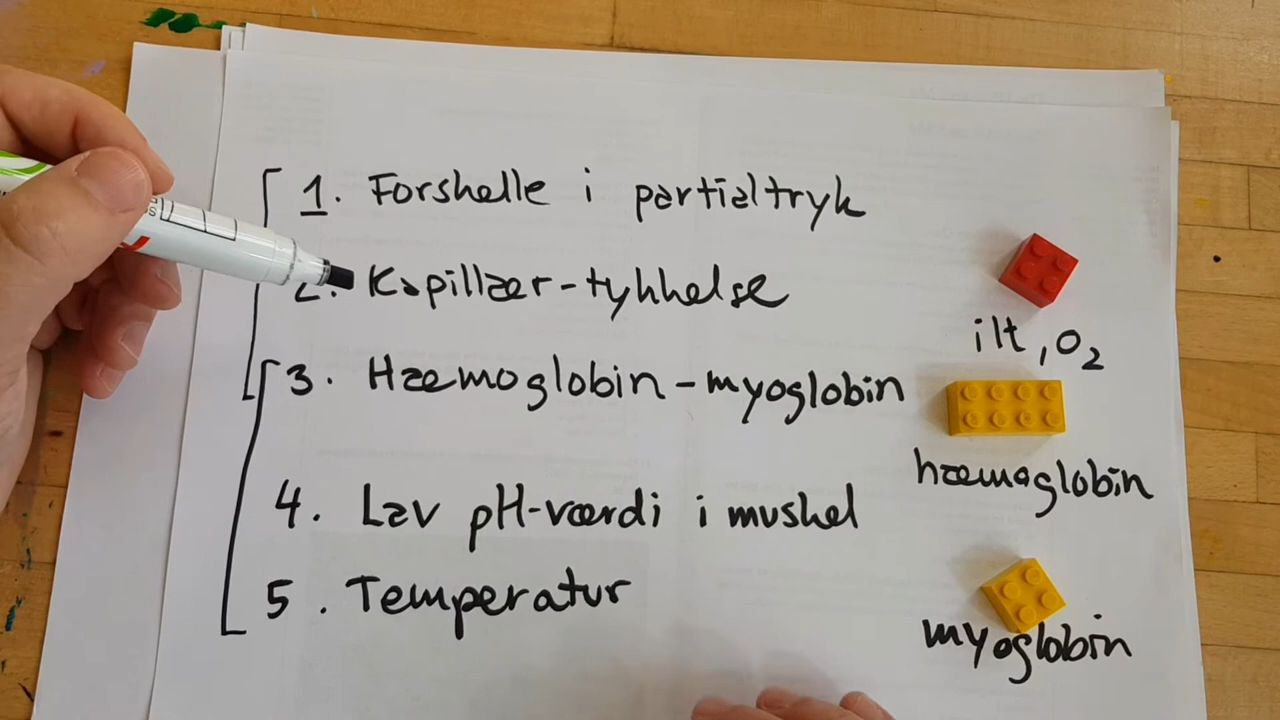 1. Forskelle i partialtryk
2. Kapillær-tykkelse
3. Hæmoglobin-myoglobin
4. Lav pH-værdi i muskel
5. Temperatur
ilt, O₂
hæmoglobin
myoglobin